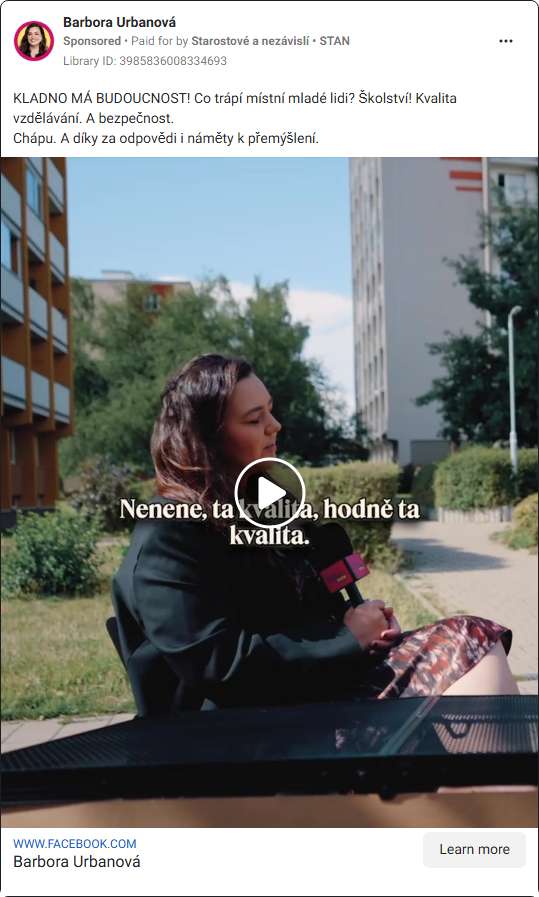 Barbora Urbanová
Sponsored • Paid for by Starostové a nezávislí • STAN
Library ID: 3985836008334693
KLADNO MÁ BUDOUCNOST! Co trápí místní mladé lidi? Školství! Kvalita
vzdělávání. A bezpečnost.
Chápu. A díky za odpovědi i náměty k přemýšlení.
Nenene, ta kvalita, hodně ta
kvalita.
WWW.FACEBOOK.COM
Barbora Urbanová
Learn more